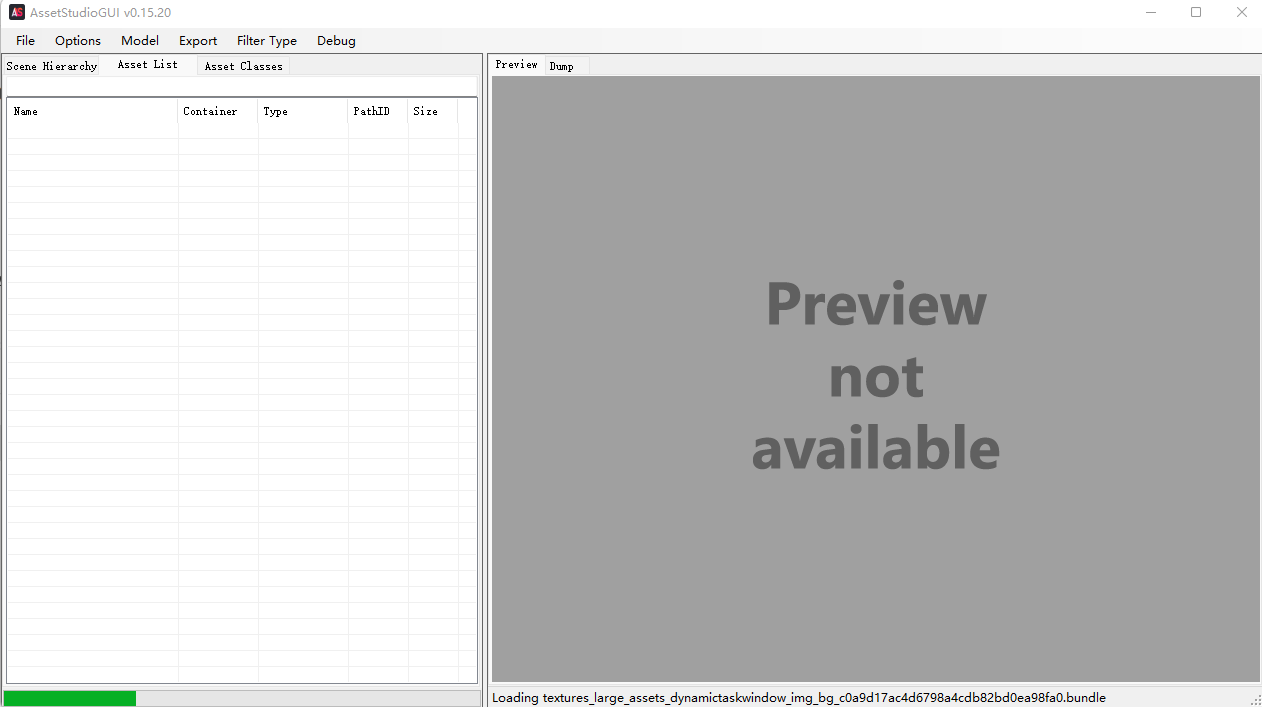 AS AssetStudioGUI v0.15.20
File Options Model Export Filter Type Debug
Scene Hierarchy Asset List Asset Classes
Name Container Type PathID Size
Preview Dump
Preview
not
available
Loading textures_large_assets_dynamictaskwindow_img_bg_c0a9d17ac4d6798a4cdb82bd0ea98fa0.bundle